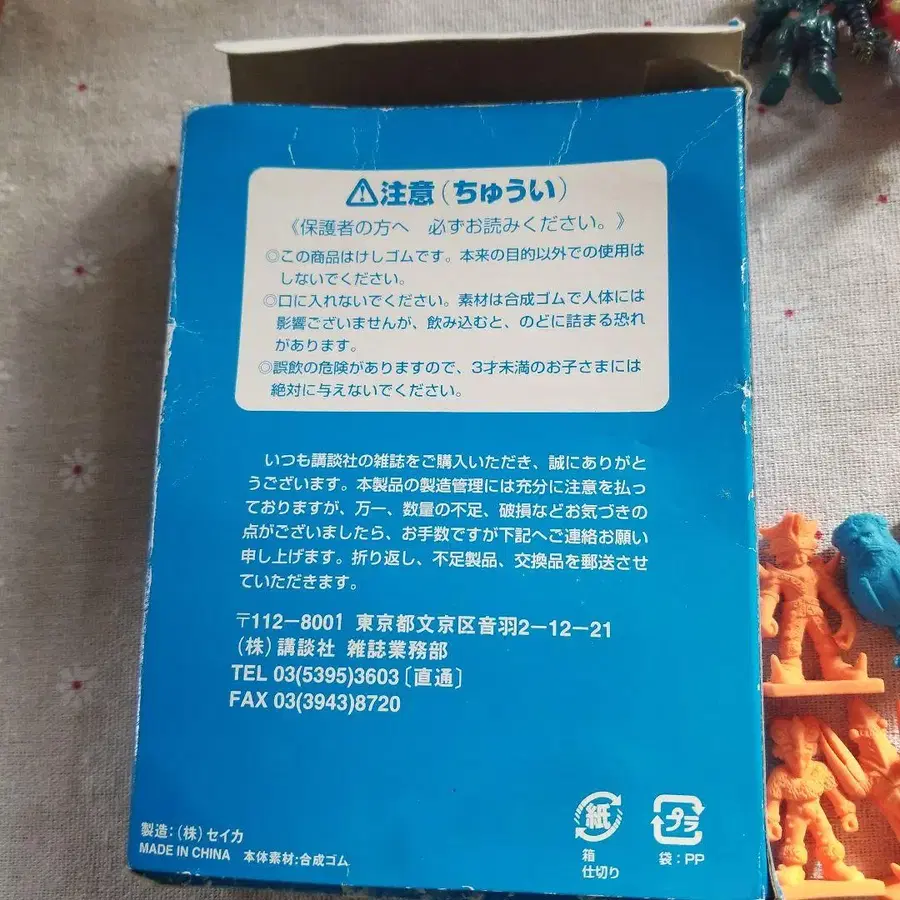 ⚠注意(ちゅうい)
《保護者の方へ 必ずお読みください。》
◎この商品はけしゴムです。本来の目的以外での使用は
しないでください。
◎口に入れないでください。素材は合成ゴムで人体には
影響ございませんが、飲み込むと、のどに詰まる恐れ
があります。
◎誤飲の危険がありますので、3才未満のお子さまには
絶対に与えないでください。
いつも講談社の雑誌をご購入いただき、誠にありがと
うございます。本製品の製造管理には充分に注意を払っ
ておりますが、万一、数量の不足、破損などお気づきの
点がございましたら、お手数ですが下記へご連絡お願い
申し上げます。折り返し、不足製品、交換品を郵送させ
ていただきます。
〒112-8001 東京都文京区音羽2-12-21
(株)講談社 雑誌業務部
TEL 03(5395)3603〔直通〕
FAX 03(3943)8720
製造:(株)セイカ
MADE IN CHINA 本体素材:合成ゴム
紙
箱
仕切り
プラ
袋:PP